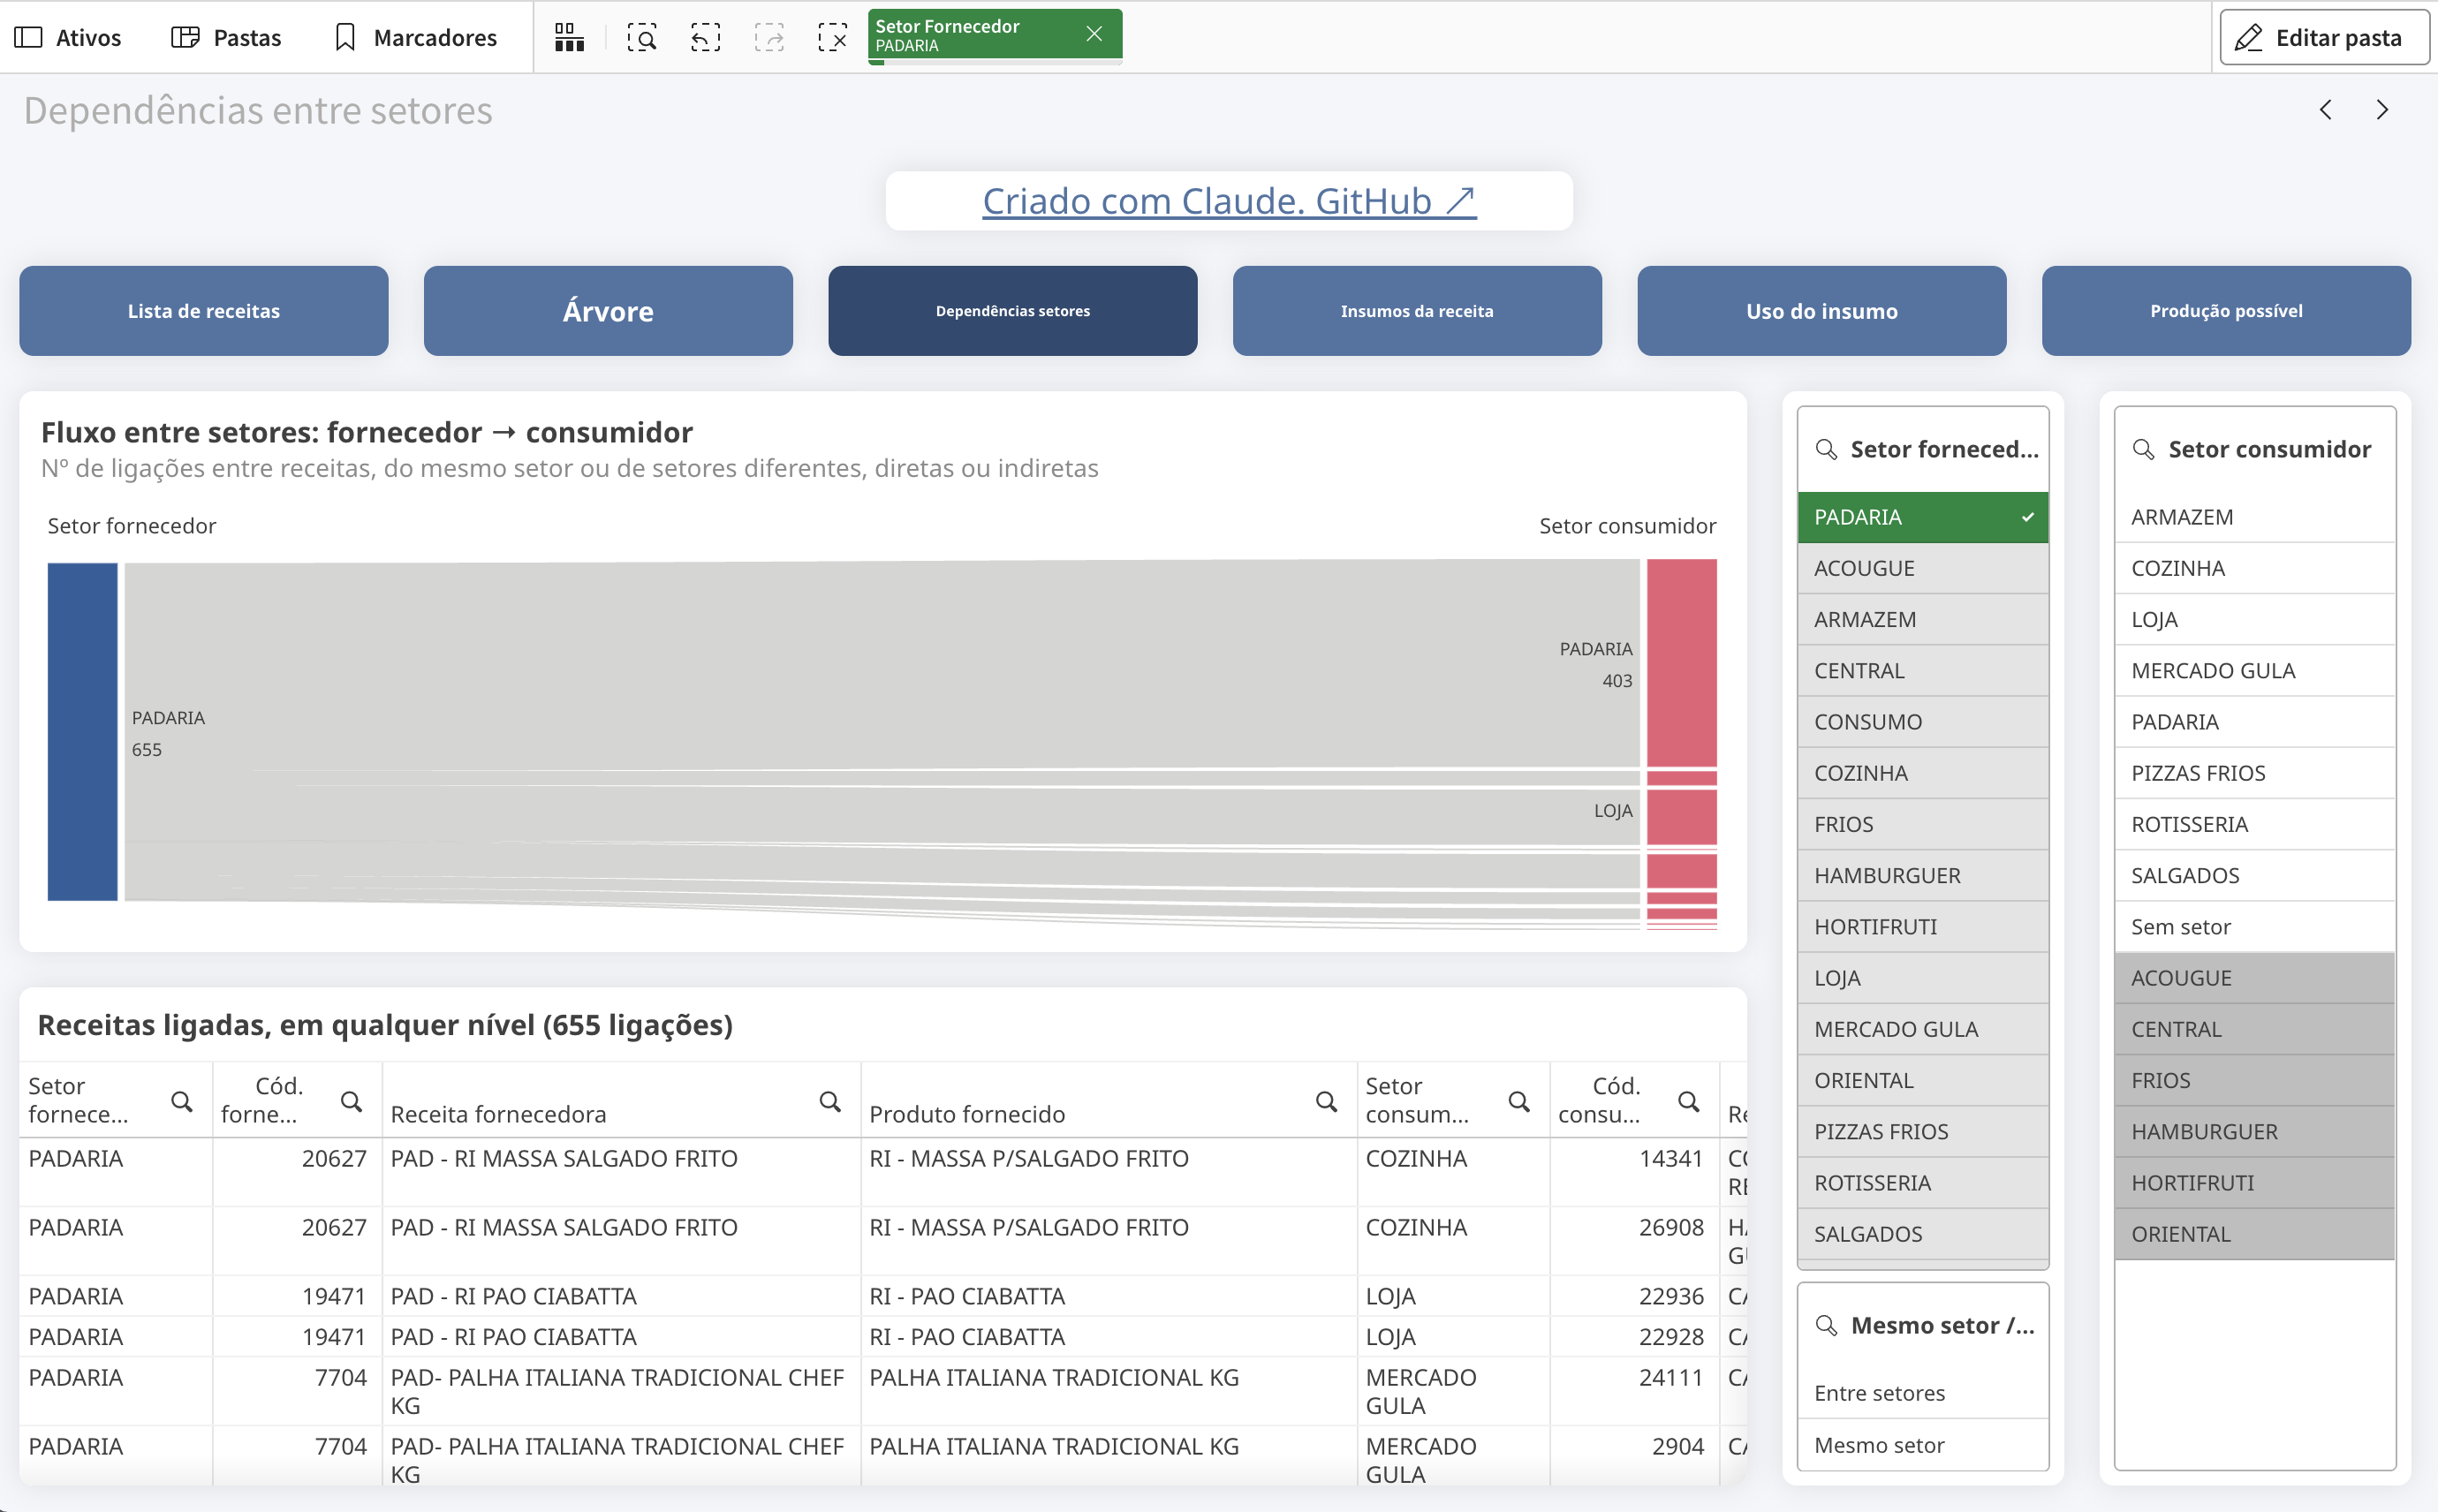 Ativos
Pastas
Marcadores
Setor Fornecedor
PADARIA
Editar pasta
Dependências entre setores
Criado com Claude. GitHub ↗
Lista de receitas
Árvore
Dependências setores
Insumos da receita
Uso do insumo
Produção possível
Fluxo entre setores: fornecedor → consumidor
Nº de ligações entre receitas, do mesmo setor ou de setores diferentes, diretas ou indiretas
Setor fornecedor
Setor consumidor
PADARIA
655
PADARIA
403
LOJA
Setor forneced...
PADARIA
ACOUGUE
ARMAZEM
CENTRAL
CONSUMO
COZINHA
FRIOS
HAMBURGUER
HORTIFRUTI
LOJA
MERCADO GULA
ORIENTAL
PIZZAS FRIOS
ROTISSERIA
SALGADOS
Mesmo setor /...
Entre setores
Mesmo setor
Setor consumidor
ARMAZEM
COZINHA
LOJA
MERCADO GULA
PADARIA
PIZZAS FRIOS
ROTISSERIA
SALGADOS
Sem setor
ACOUGUE
CENTRAL
FRIOS
HAMBURGUER
HORTIFRUTI
ORIENTAL
Receitas ligadas, em qualquer nível (655 ligações)
Setor
fornece...
Cód.
forne...
Receita fornecedora
Produto fornecido
Setor
consum...
Cód.
consu...
PADARIA 20627 PAD - RI MASSA SALGADO FRITO RI - MASSA P/SALGADO FRITO COZINHA 14341
PADARIA 20627 PAD - RI MASSA SALGADO FRITO RI - MASSA P/SALGADO FRITO COZINHA 26908
PADARIA 19471 PAD - RI PAO CIABATTA RI - PAO CIABATTA LOJA 22936
PADARIA 19471 PAD - RI PAO CIABATTA RI - PAO CIABATTA LOJA 22928
PADARIA 7704 PAD- PALHA ITALIANA TRADICIONAL CHEF PALHA ITALIANA TRADICIONAL KG MERCADO 24111
KG GULA
PADARIA 7704 PAD- PALHA ITALIANA TRADICIONAL CHEF PALHA ITALIANA TRADICIONAL KG MERCADO 2904
KG GULA